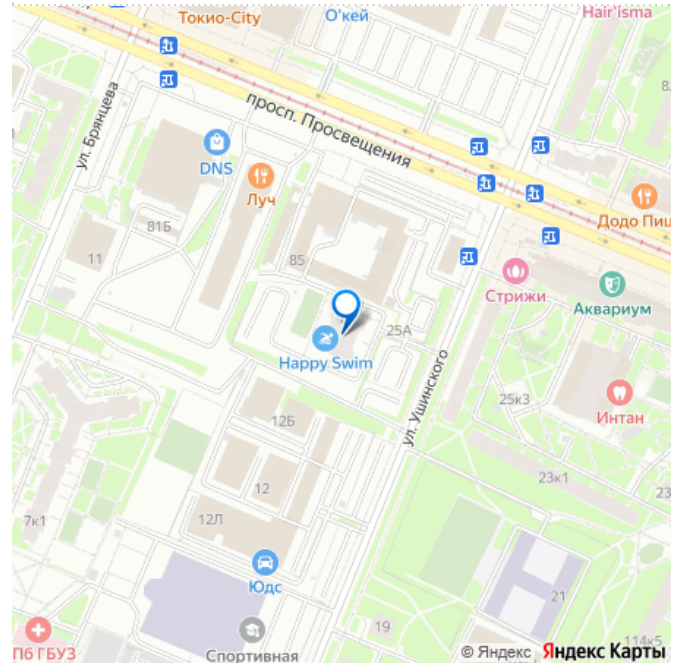 Токио-City
О'кей
Hair'isma
ул. Брянцева
просп. Просвещения
DNS
Луч
Додо Пиц
81Б
11
85
Стрижи
Аквариум
25А
Happy Swim
ул. Ушинского
25к3
Интан
12Б
23к1
23
12
12Л
7к1
Юдс
21
19
114к5
Пб ГБУЗ
Спортивная
© Яндекс Яндекс Карты